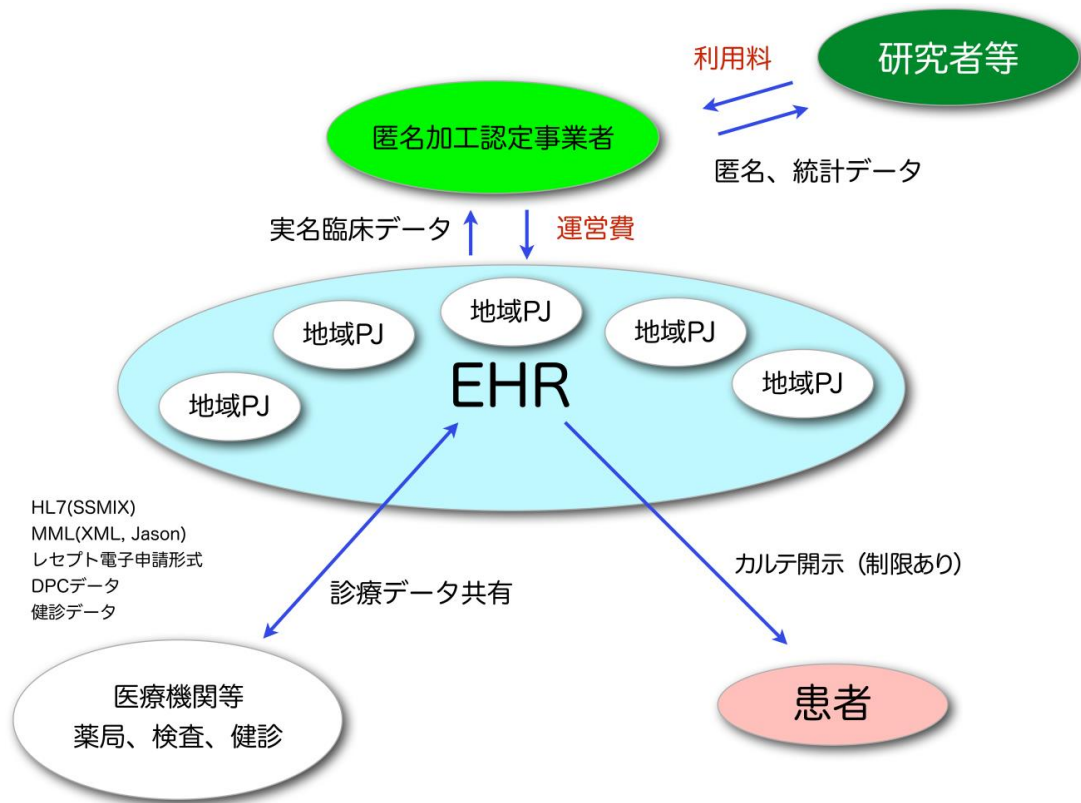 研究者等
利用料
匿名加工認定事業者
匿名、統計データ
実名臨床データ
運営費
地域PJ
地域PJ
地域PJ
地域PJ
地域PJ
EHR
HL7(SSMIX)
MML(XML, Jason)
レセプト電子申請形式
DPCデータ
健診データ
診療データ共有
カルテ開示（制限あり）
医療機関等
薬局、検査、健診
患者